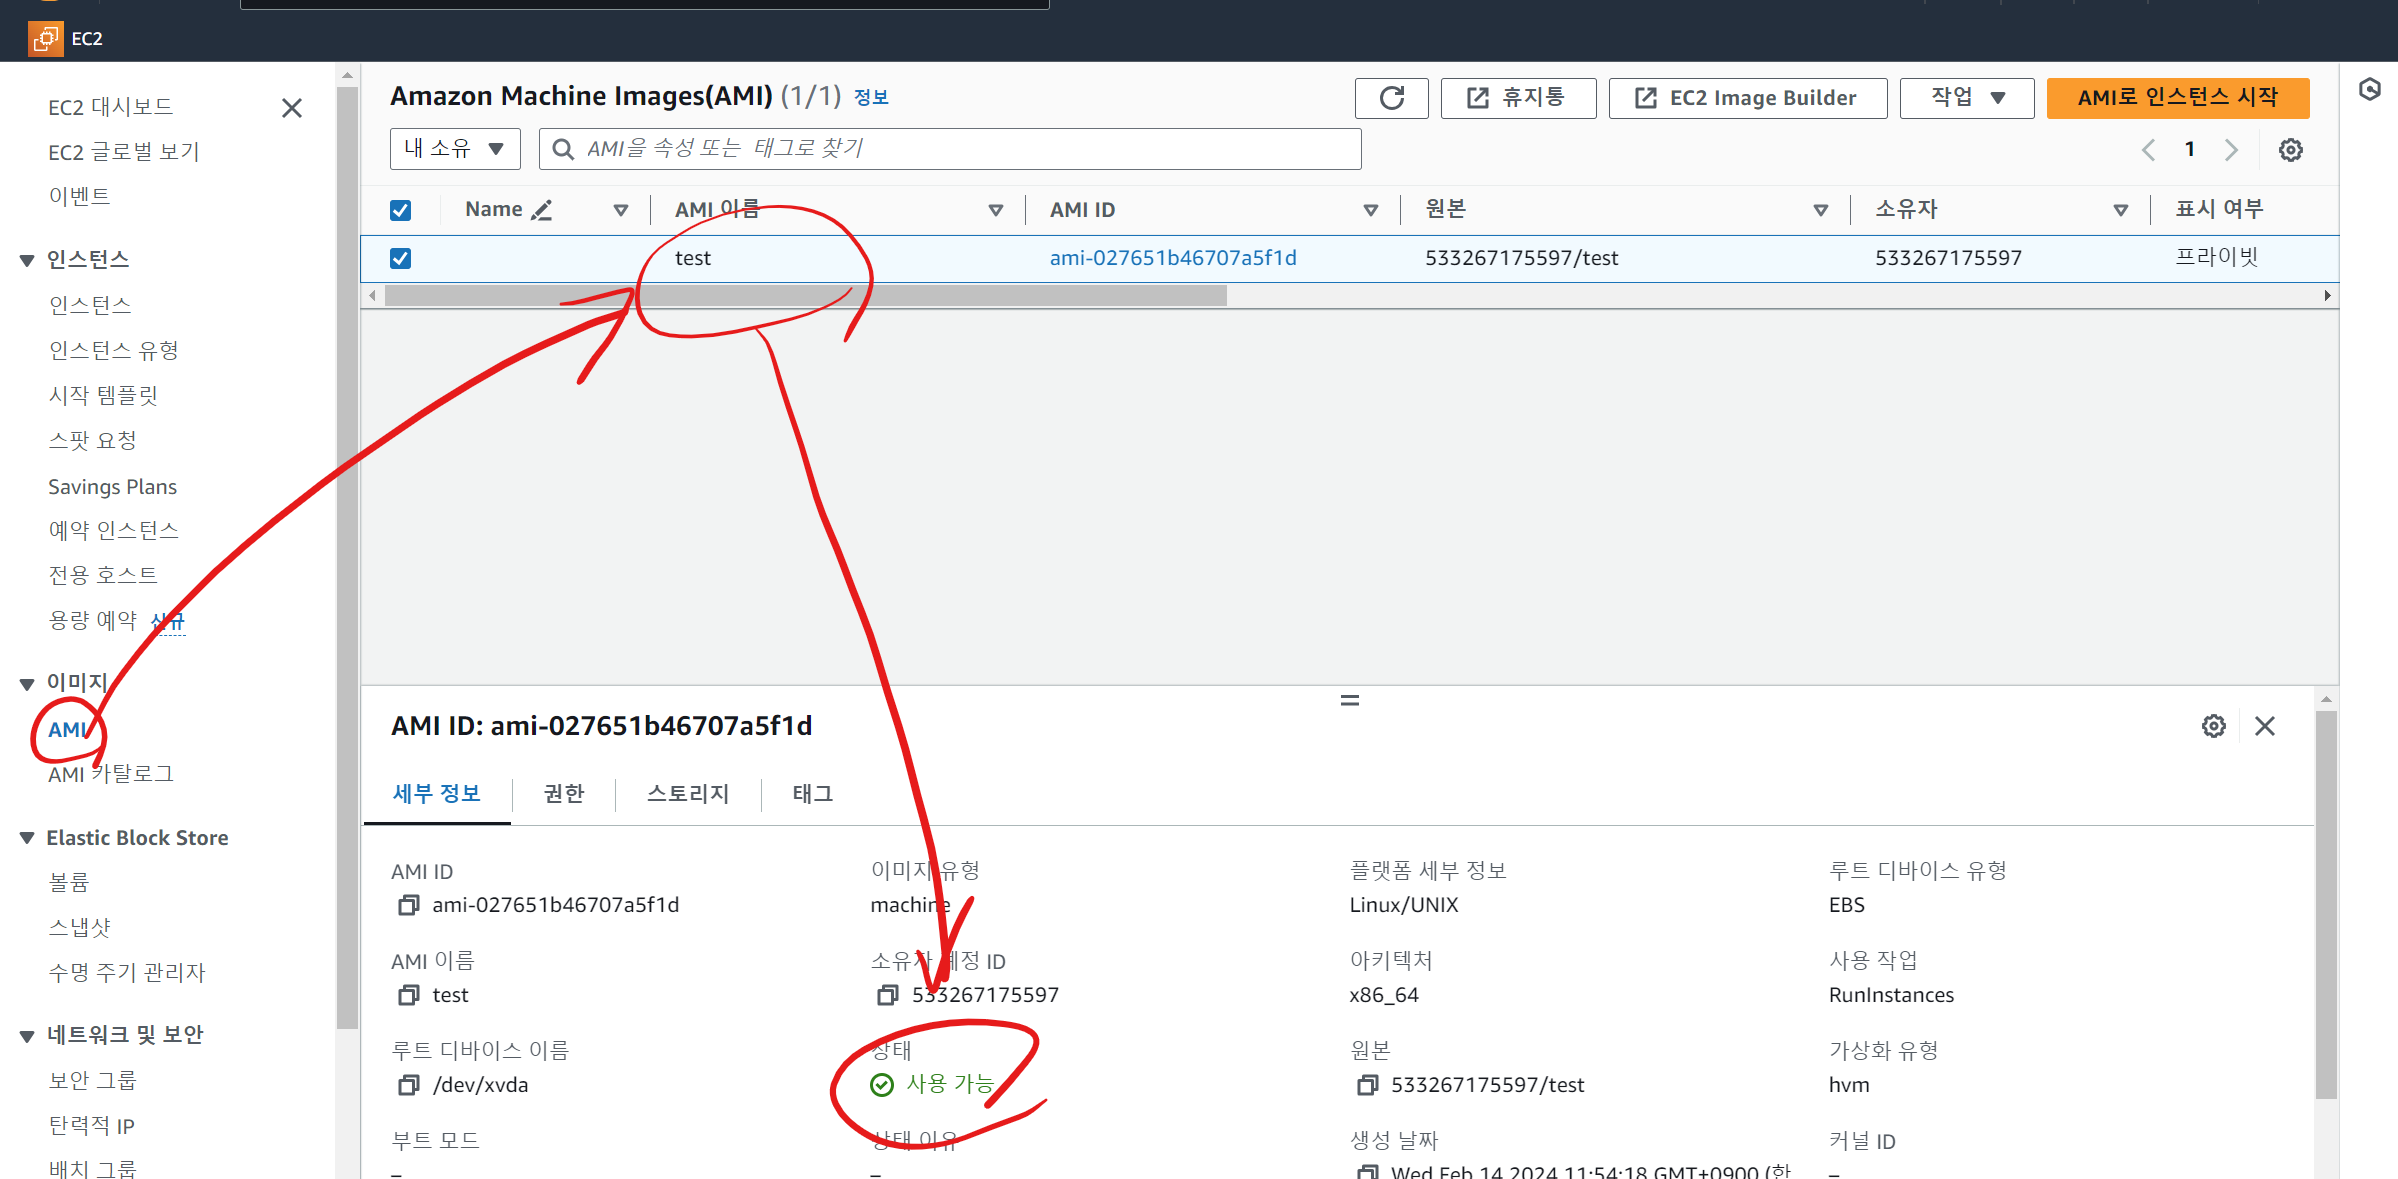 EC2
EC2 대시보드
EC2 글로벌 보기
이벤트
인스턴스
인스턴스
인스턴스 유형
시작 템플릿
스팟 요청
Savings Plans
예약 인스턴스
전용 호스트
용량 예약 신규
이미지
AMI
AMI 카탈로그
Elastic Block Store
볼륨
스냅샷
수명 주기 관리자
네트워크 및 보안
보안 그룹
탄력적 IP
배치 그룹
Amazon Machine Images(AMI) (1/1) 정보
휴지통
EC2 Image Builder
작업
AMI로 인스턴스 시작
내 소유
AMI을 속성 또는 태그로 찾기
1
Name AMI 이름 AMI ID 원본 소유자 표시 여부
test ami-027651b46707a5f1d 533267175597/test 533267175597 프라이빗
AMI ID: ami-027651b46707a5f1d
세부 정보 권한 스토리지 태그
AMI ID 이미지 유형 플랫폼 세부 정보 루트 디바이스 유형
ami-027651b46707a5f1d machine Linux/UNIX EBS
AMI 이름 소유자 계정 ID 아키텍처 사용 작업
test 533267175597 x86_64 RunInstances
루트 디바이스 이름 상태 원본 가상화 유형
/dev/xvda 사용 가능 533267175597/test hvm
부트 모드 상태 이유 생성 날짜 커널 ID
– – Wed Feb 14 2024 11:54:18 GMT+0900 (한 –